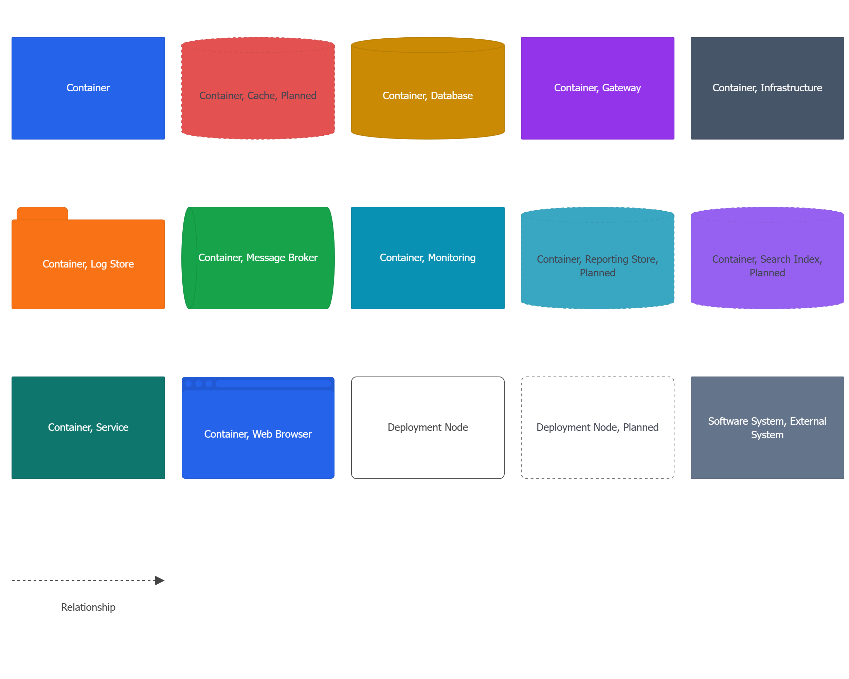 Container
Container, Cache, Planned
Container, Database
Container, Gateway
Container, Infrastructure
Container, Log Store
Container, Message Broker
Container, Monitoring
Container, Reporting Store,
Planned
Container, Search Index,
Planned
Container, Service
Container, Web Browser
Deployment Node
Deployment Node, Planned
Software System, External
System
Relationship